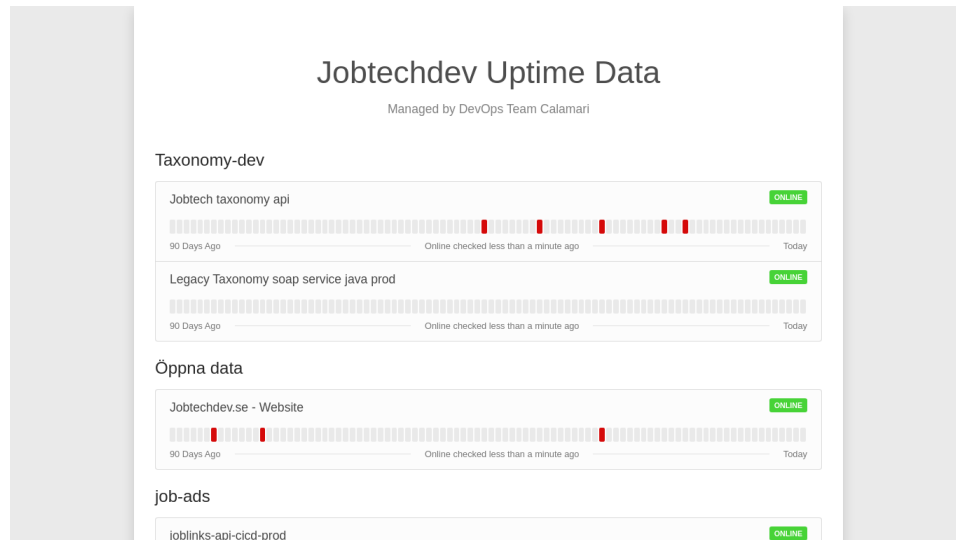 Jobtechdev Uptime Data
Managed by DevOps Team Calamari
Taxonomy-dev
Jobtech taxonomy api ONLINE
90 Days Ago Online checked less than a minute ago Today
Legacy Taxonomy soap service java prod ONLINE
90 Days Ago Online checked less than a minute ago Today
Öppna data
Jobtechdev.se - Website ONLINE
90 Days Ago Online checked less than a minute ago Today
job-ads
joblinks-api-cicd-prod ONLINE